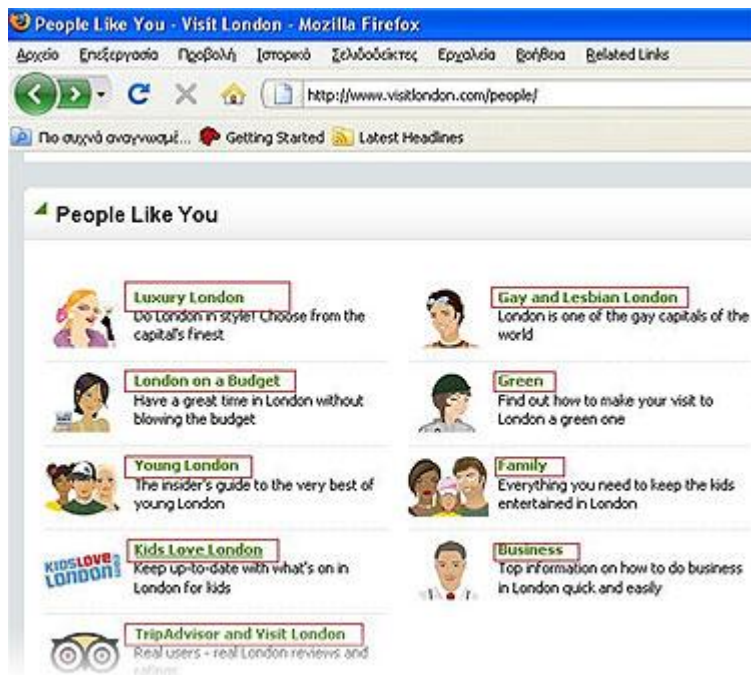 People Like You - Visit London - Mozilla Firefox
Αρχείο Επεξεργασία Προβολή Ιστορικό Σελιδοδείκτες Εργαλεία Βοήθεια Related Links
http://www.visitlondon.com/people/
Πιο συχνά αναγνωσμέ... Getting Started Latest Headlines
People Like You
Luxury London
Do London in style! Choose from the
capital's finest
Gay and Lesbian London
London is one of the gay capitals of the
world
London on a Budget
Have a great time in London without
blowing the budget
Green
Find out how to make your visit to
London a green one
Young London
The insider's guide to the very best of
young London
Family
Everything you need to keep the kids
entertained in London
KIDS LOVE
LONDON!
Kids Love London
Keep up-to-date with what's on in
London for kids
Business
Top information on how to do business
in London quick and easily
TripAdvisor and Visit London
Real users - real London reviews and
ratings